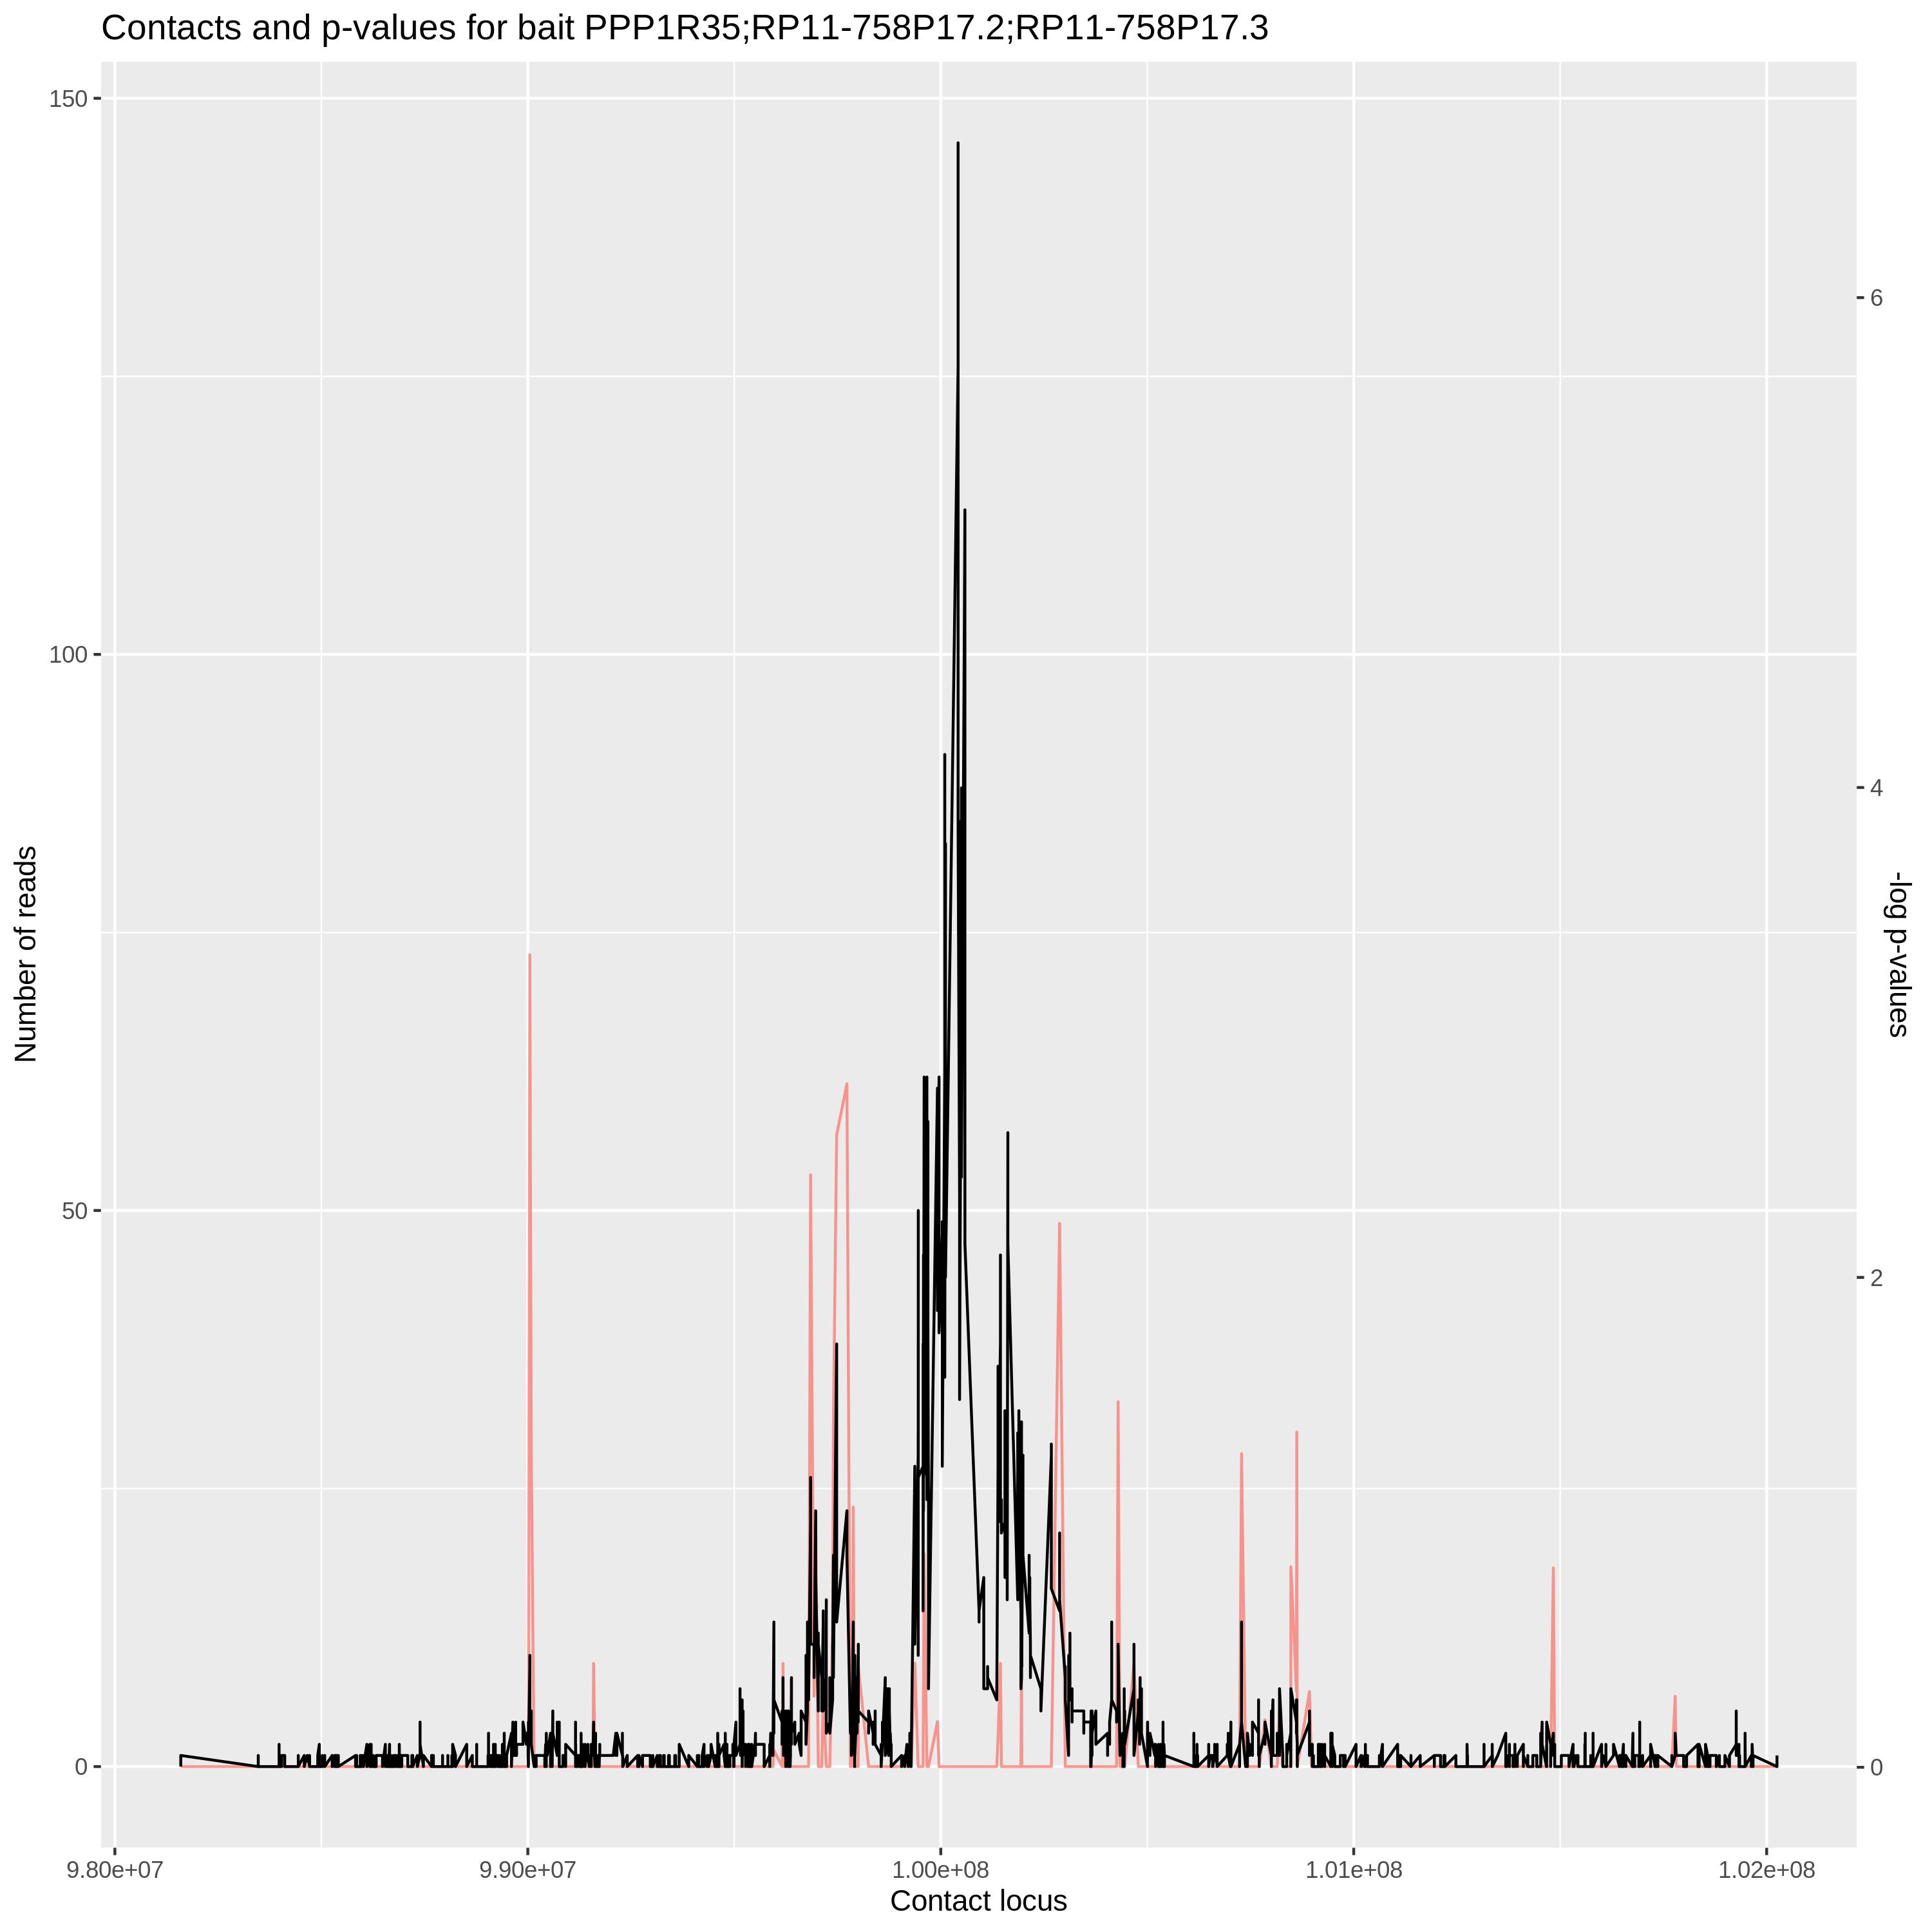 Contacts and p-values for bait PPP1R35;RP11-758P17.2;RP11-758P17.3
150
100
50
0
Number of reads
6
4
2
0
-log p-values
9.80e+07
9.90e+07
1.00e+08
1.01e+08
1.02e+08
Contact locus